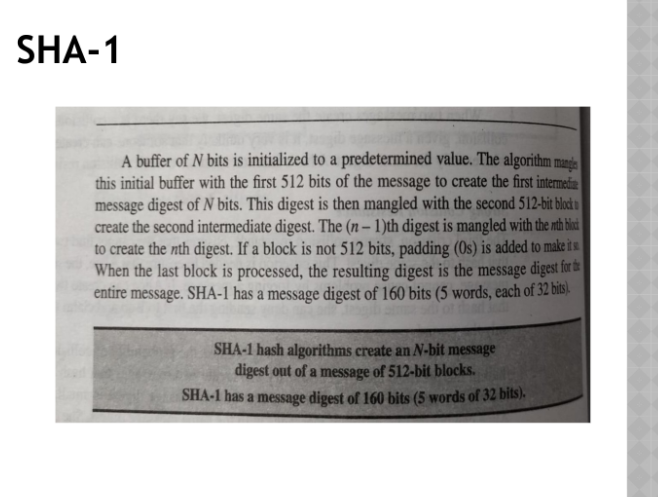 SHA-1
A buffer of N bits is initialized to a predetermined value. The algorithm mangles
this initial buffer with the first 512 bits of the message to create the first intermediate
message digest of N bits. This digest is then mangled with the second 512-bit block to
create the second intermediate digest. The (n – 1)th digest is mangled with the nth block
to create the nth digest. If a block is not 512 bits, padding (0s) is added to make it so.
When the last block is processed, the resulting digest is the message digest for the
entire message. SHA-1 has a message digest of 160 bits (5 words, each of 32 bits).
SHA-1 hash algorithms create an N-bit message
digest out of a message of 512-bit blocks.
SHA-1 has a message digest of 160 bits (5 words of 32 bits).